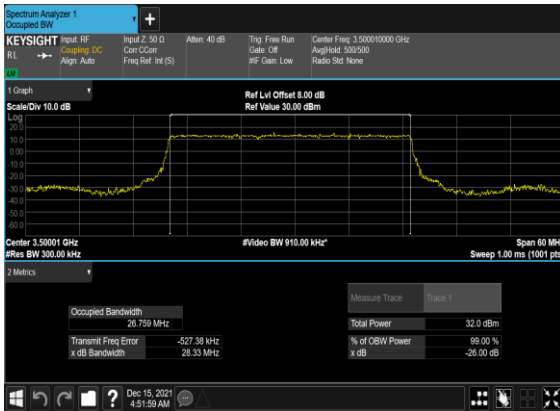 Spectrum Analyzer 1
Occupied BW
+
KEYSIGHT
RL
Input: RF
Coupling: DC
Align: Auto
Input Z: 50 Ω
Corr CCorr
Freq Ref: Int (S)
Atten: 40 dB
Trig: Free Run
Gate: Off
#IF Gain: Low
Center Freq: 3.500010000 GHz
Avg|Hold: 500/500
Radio Std: None
1 Graph
Scale/Div 10.0 dB
Ref Lvl Offset 8.00 dB
Ref Value 30.00 dBm
Log
20.0
10.0
0.00
-10.0
-20.0
-30.0
-40.0
-50.0
-60.0
Center 3.50001 GHz
#Res BW 300.00 kHz
#Video BW 910.00 kHz*
Span 60 MH
Sweep 1.00 ms (1001 pts
2 Metrics
Measure Trace Trace 1
Occupied Bandwidth
26.759 MHz
Total Power 32.0 dBm
Transmit Freq Error -527.38 kHz
% of OBW Power 99.00 %
x dB Bandwidth 28.33 MHz
x dB -26.00 dB
?
Dec 15, 2021
4:51:59 AM